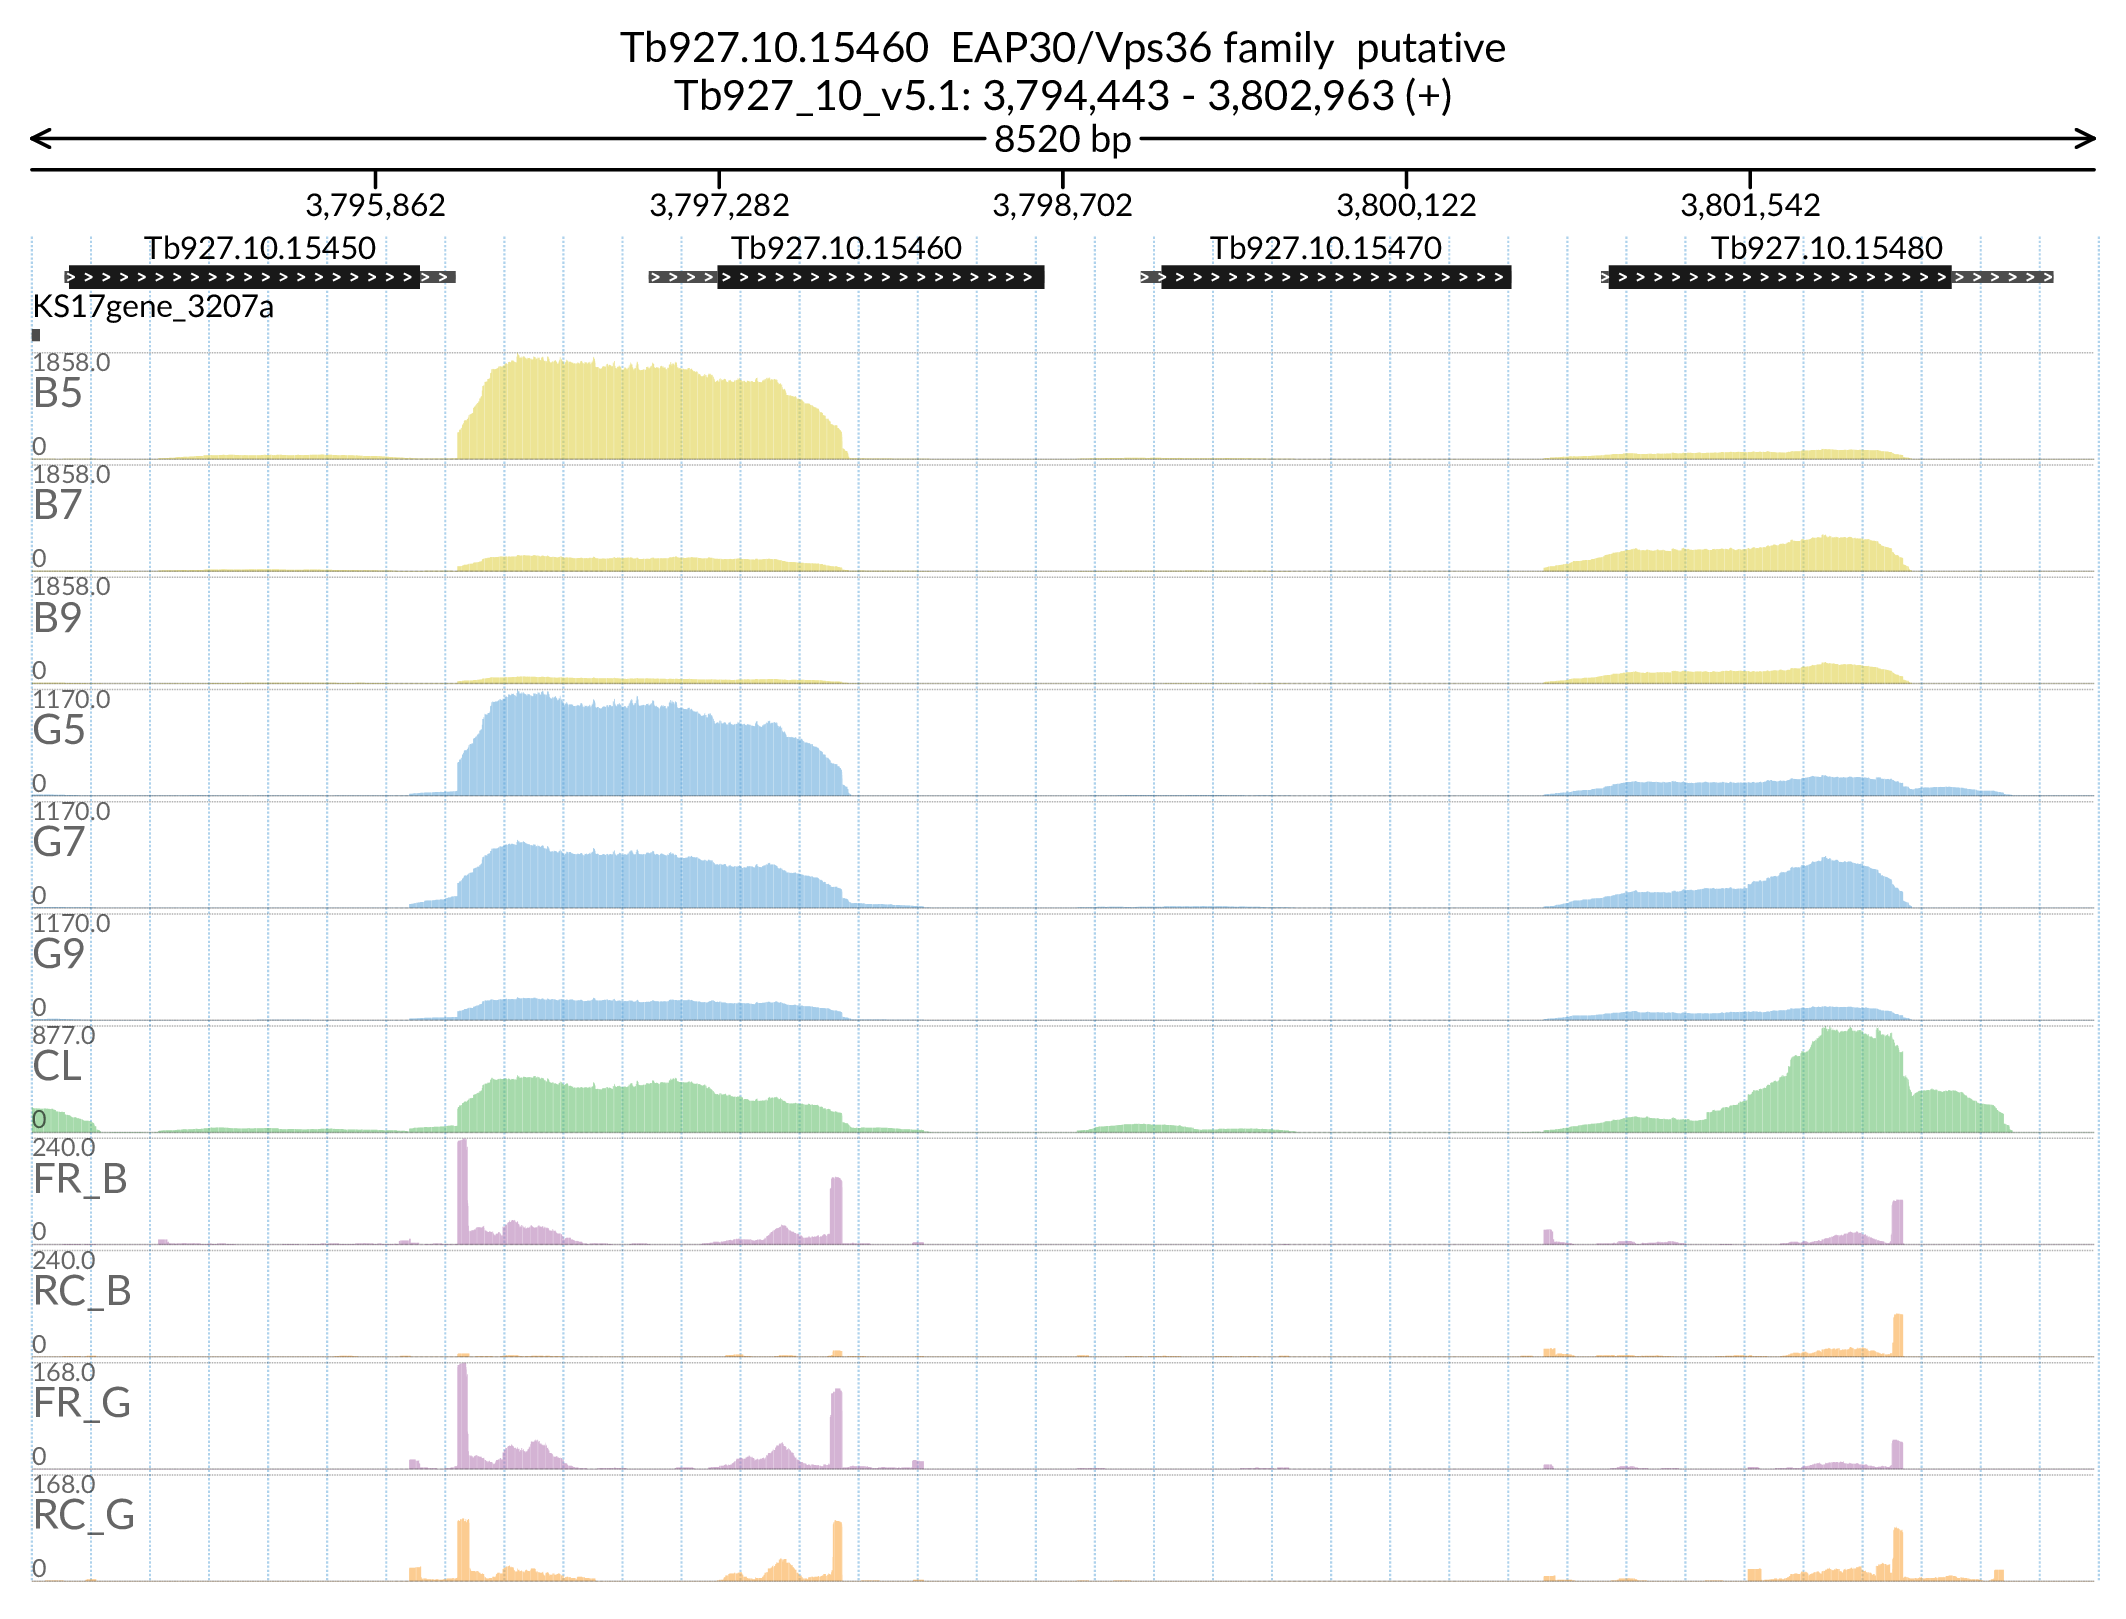 Tb927.10.15460 EAP30/Vps36 family putative
Tb927_10_v5.1: 3,794,443 - 3,802,963 (+)
8520 bp
3,795,862 3,797,282 3,798,702 3,800,122 3,801,542
Tb927.10.15450 Tb927.10.15460 Tb927.10.15470 Tb927.10.15480
KS17gene_3207a
1858.0
B5
0
1858.0
B7
0
1858.0
B9
0
1170.0
G5
0
1170.0
G7
0
1170.0
G9
0
877.0
CL
0
240.0
FR_B
0
240.0
RC_B
0
168.0
FR_G
0
168.0
RC_G
0